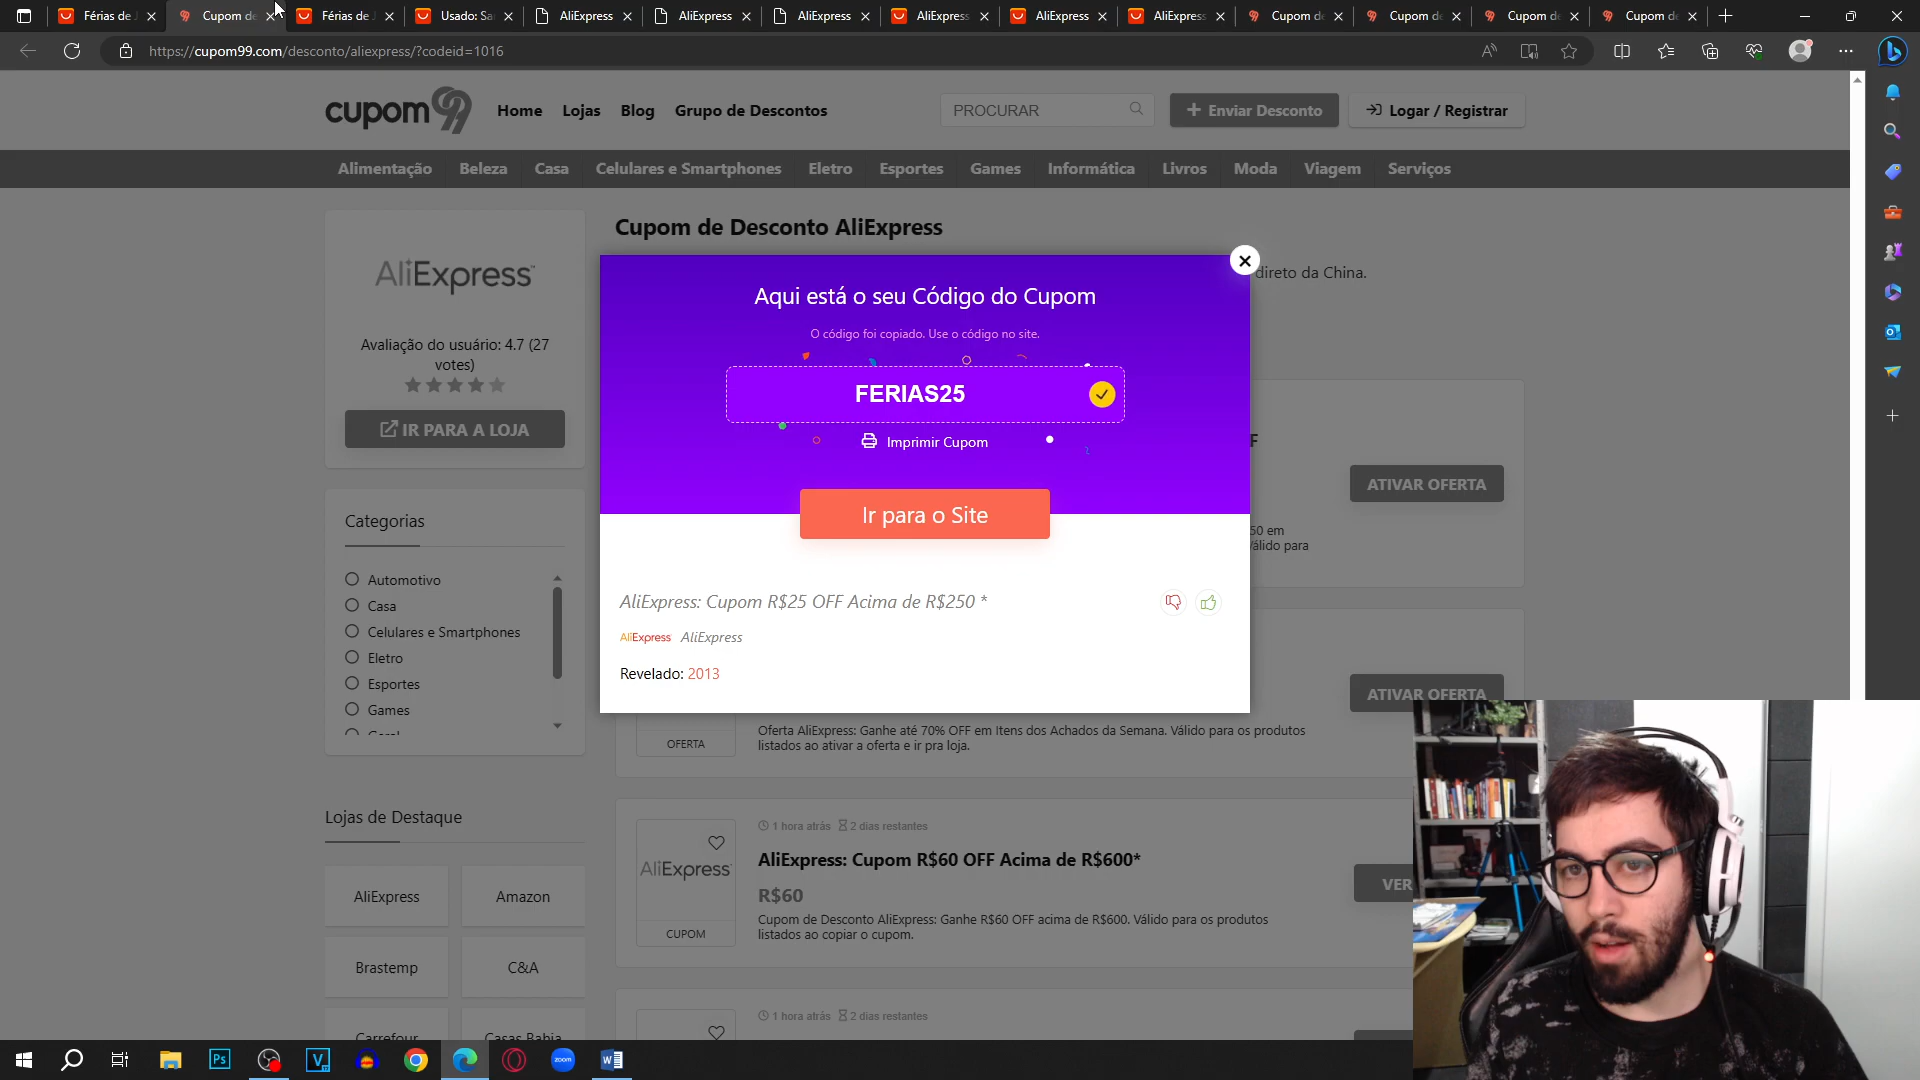 Férias de J
Cupom de
Férias de J
Usado: Sa
AliExpress
AliExpress
AliExpress
AliExpress
AliExpress
AliExpress
Cupom de
Cupom de
Cupom de
Cupom de
https://cupom99.com/desconto/aliexpress/?codeid=1016
cupom99
Home
Lojas
Blog
Grupo de Descontos
PROCURAR
+ Enviar Desconto
Logar / Registrar
Alimentação
Beleza
Casa
Celulares e Smartphones
Eletro
Esportes
Games
Informática
Livros
Moda
Viagem
Serviços
AliExpress
Avaliação do usuário: 4.7 (27
votes)
IR PARA A LOJA
Categorias
Automotivo
Casa
Celulares e Smartphones
Eletro
Esportes
Games
Geral
Lojas de Destaque
AliExpress
Amazon
Brastemp
C&A
Carrefour
Casas Bahia
Cupom de Desconto AliExpress
direto da China.
Aqui está o seu Código do Cupom
O código foi copiado. Use o código no site.
FERIAS25
Imprimir Cupom
Ir para o Site
AliExpress: Cupom R$25 OFF Acima de R$250 *
AliExpress AliExpress
Revelado: 2013
F
ATIVAR OFERTA
50 em
Válido para
ATIVAR OFERTA
OFERTA
Oferta AliExpress: Ganhe até 70% OFF em Itens dos Achados da Semana. Válido para os produtos
listados ao ativar a oferta e ir pra loja.
1 hora atrás
2 dias restantes
AliExpress
CUPOM
AliExpress: Cupom R$60 OFF Acima de R$600*
R$60
Cupom de Desconto AliExpress: Ganhe R$60 OFF acima de R$600. Válido para os produtos
listados ao copiar o cupom.
VER
1 hora atrás
2 dias restantes
Ps
V
zoom
W